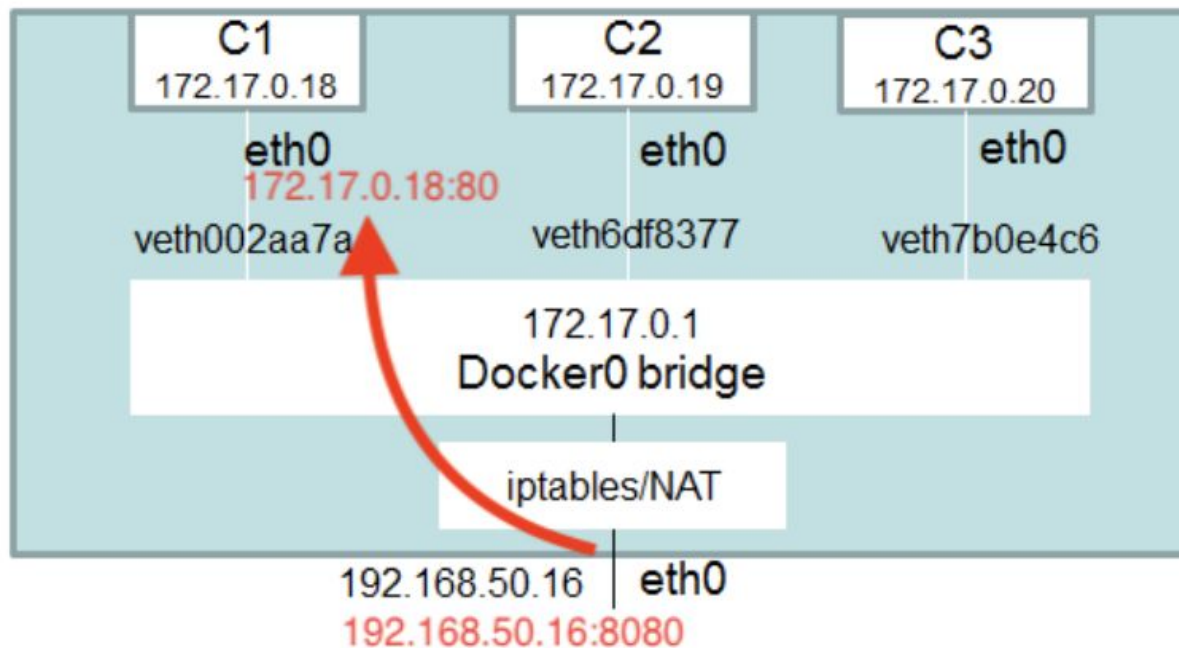 C1
172.17.0.18
C2
172.17.0.19
C3
172.17.0.20
eth0
eth0
eth0
172.17.0.18:80
veth002aa7a
veth6df8377
veth7b0e4c6
172.17.0.1
Docker0 bridge
iptables/NAT
192.168.50.16
eth0
192.168.50.16:8080